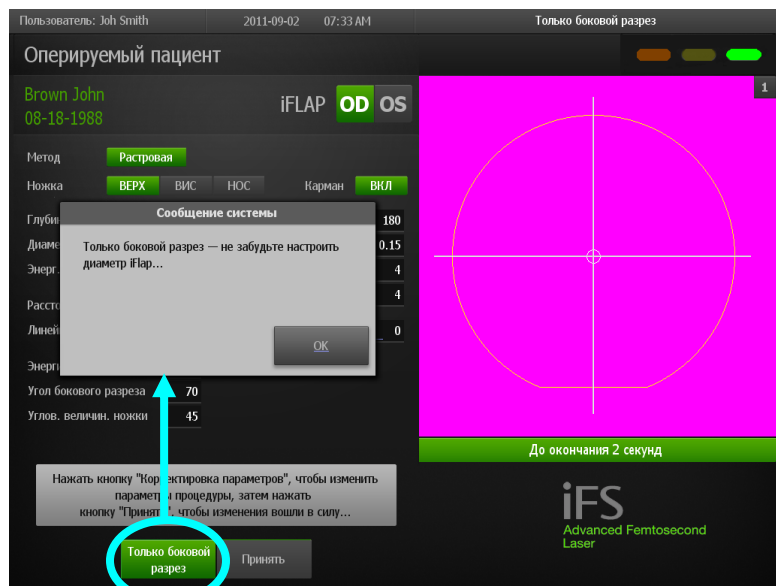 Пользователь: Joh Smith 2011-09-02 07:33 AM Только боковой разрез
Оперируемый пациент
Brown John
08-18-1988
iFLAP OD OS
1
Метод Растровая
Ножка ВЕРХ ВИС НОС Карман ВКЛ
180
0.15
Энерг. 4
4
0
Сообщение системы
Только боковой разрез — не забудьте настроить
диаметр iFlap...
OK
Угол бокового разреза 70
Углов. величин. ножки 45
До окончания 2 секунд
Нажать кнопку "Корректировка параметров", чтобы изменить
параметры процедуры, затем нажать
кнопку "Принять", чтобы изменения вошли в силу...
Только боковой
разрез
Принять
iFS
Advanced Femtosecond
Laser